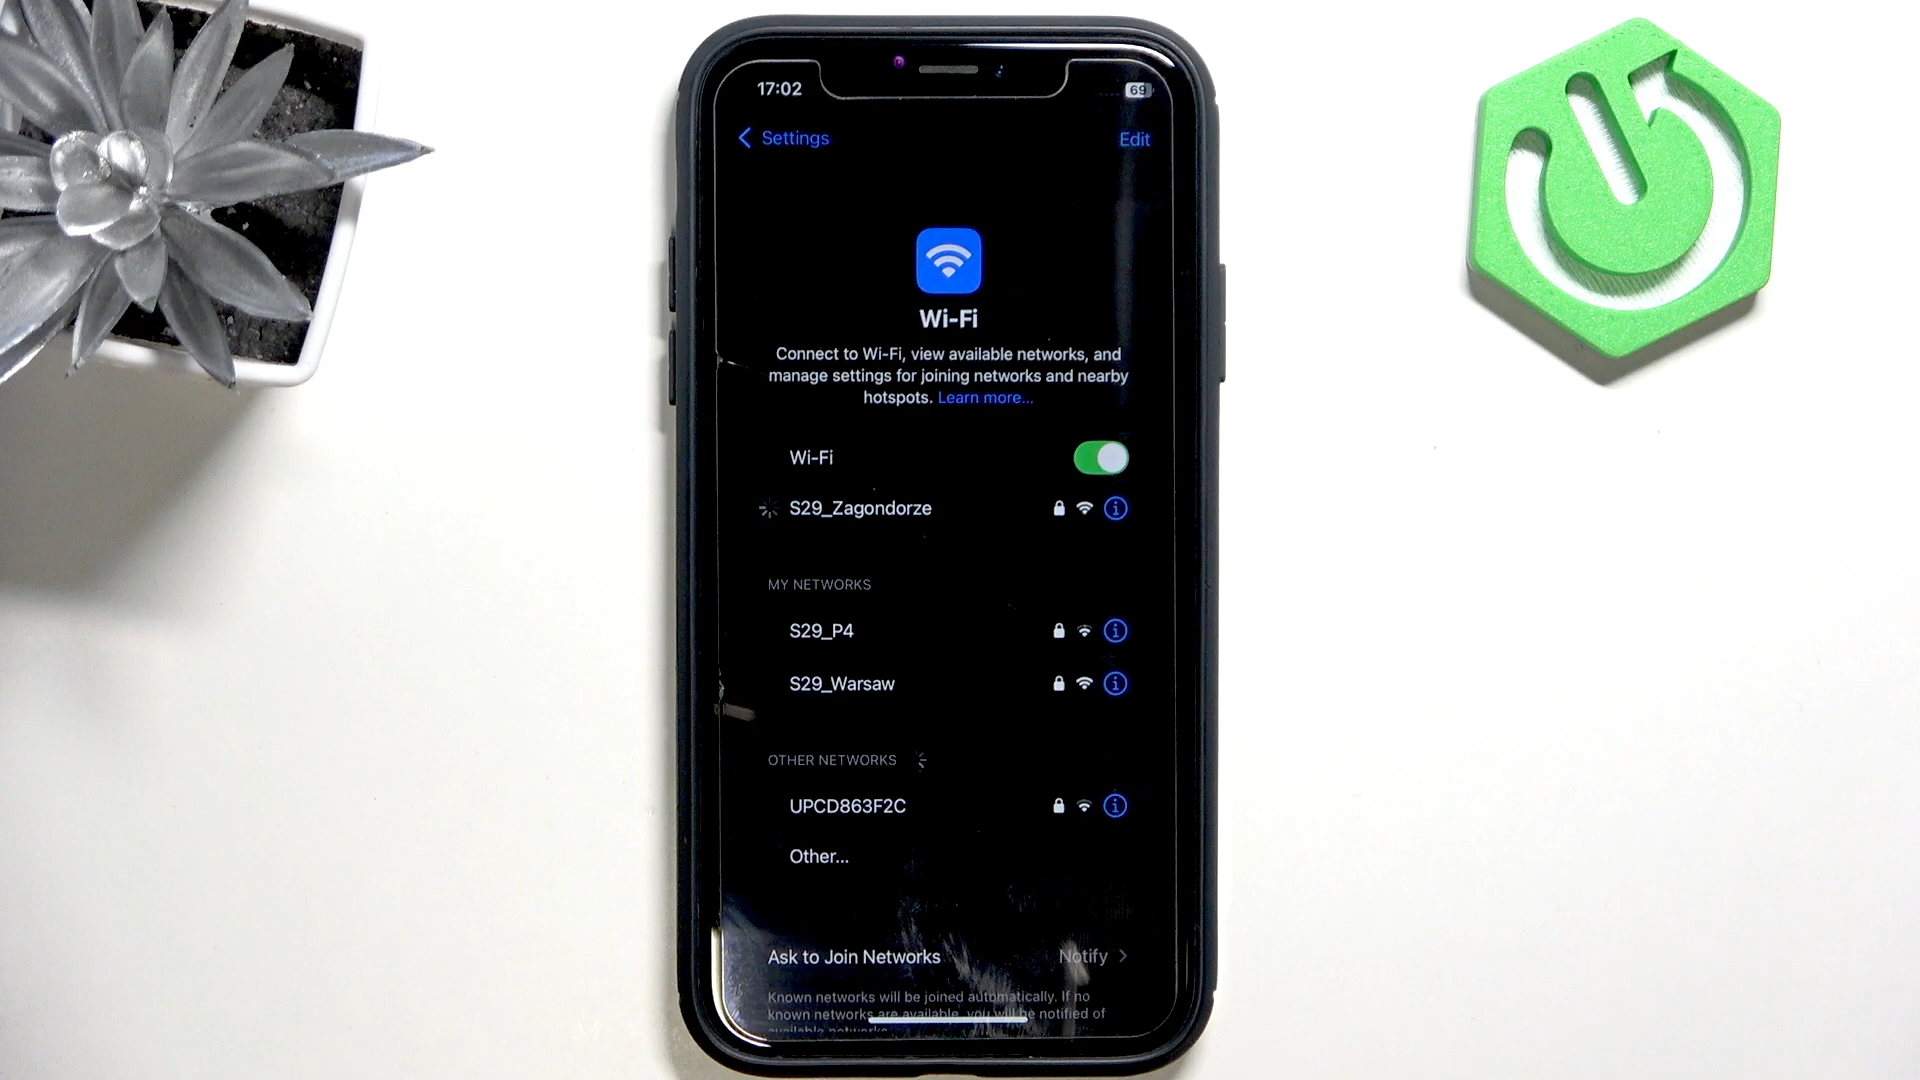 17:02
69
Settings
Edit
Wi-Fi
Connect to Wi-Fi, view available networks, and
manage settings for joining networks and nearby
hotspots. Learn more...
Wi-Fi
S29_Zagondorze
MY NETWORKS
S29_P4
S29_Warsaw
OTHER NETWORKS
UPCD863F2C
Other...
Ask to Join Networks
Notify
Known networks will be joined automatically. If no
known networks are available, you will be notified of
available networks.